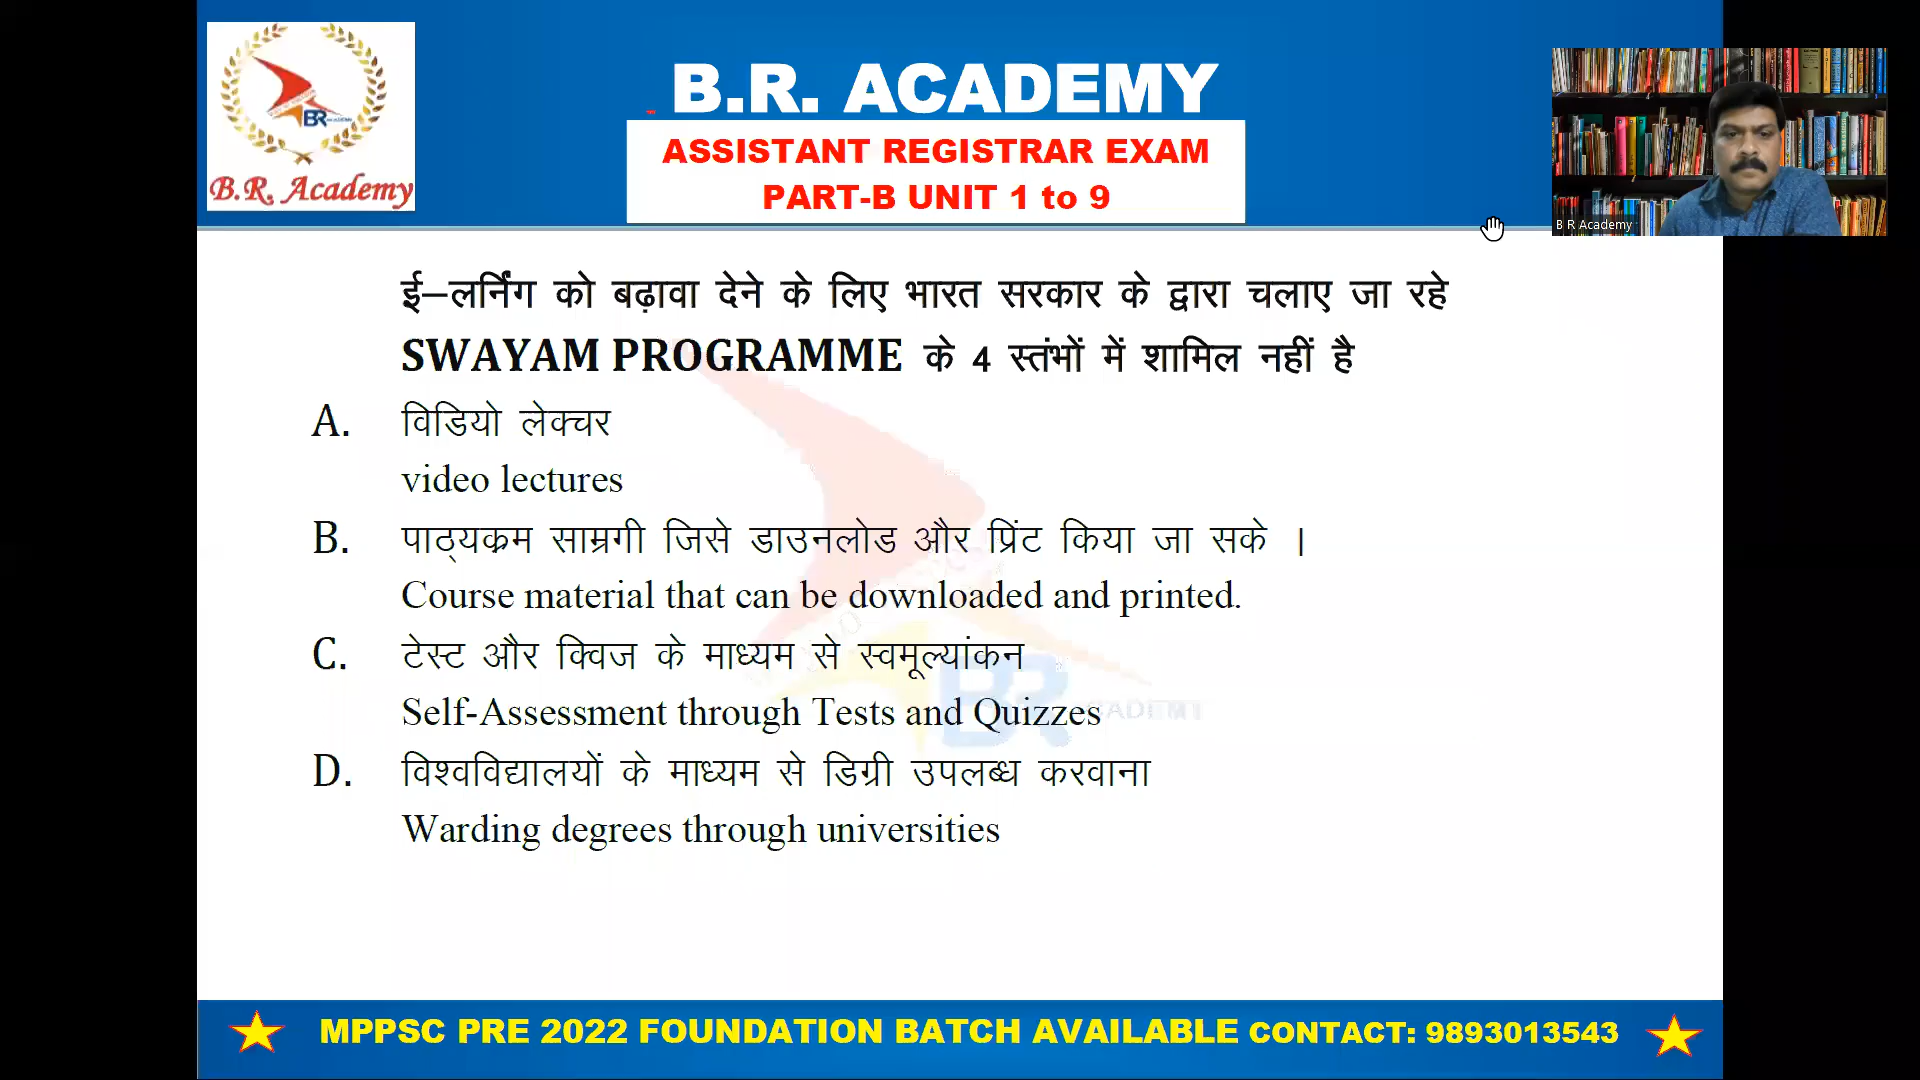 B.R. ACADEMY
ASSISTANT REGISTRAR EXAM
PART-B UNIT 1 to 9
BR
B.R. Academy
B R Academy
ई–लर्निंग को बढ़ावा देने के लिए भारत सरकार के द्वारा चलाए जा रहे
SWAYAM PROGRAMME के 4 स्तंभों में शामिल नहीं है
A. विडियो लेक्चर
video lectures
B. पाठ्यक्रम साम्रगी जिसे डाउनलोड और प्रिंट किया जा सके ।
Course material that can be downloaded and printed.
C. टेस्ट और क्विज के माध्यम से स्वमूल्यांकन
Self-Assessment through Tests and Quizzes
D. विश्वविद्यालयों के माध्यम से डिग्री उपलब्ध करवाना
Warding degrees through universities
BR ACADEMY
MPPSC PRE 2022 FOUNDATION BATCH AVAILABLE CONTACT: 9893013543